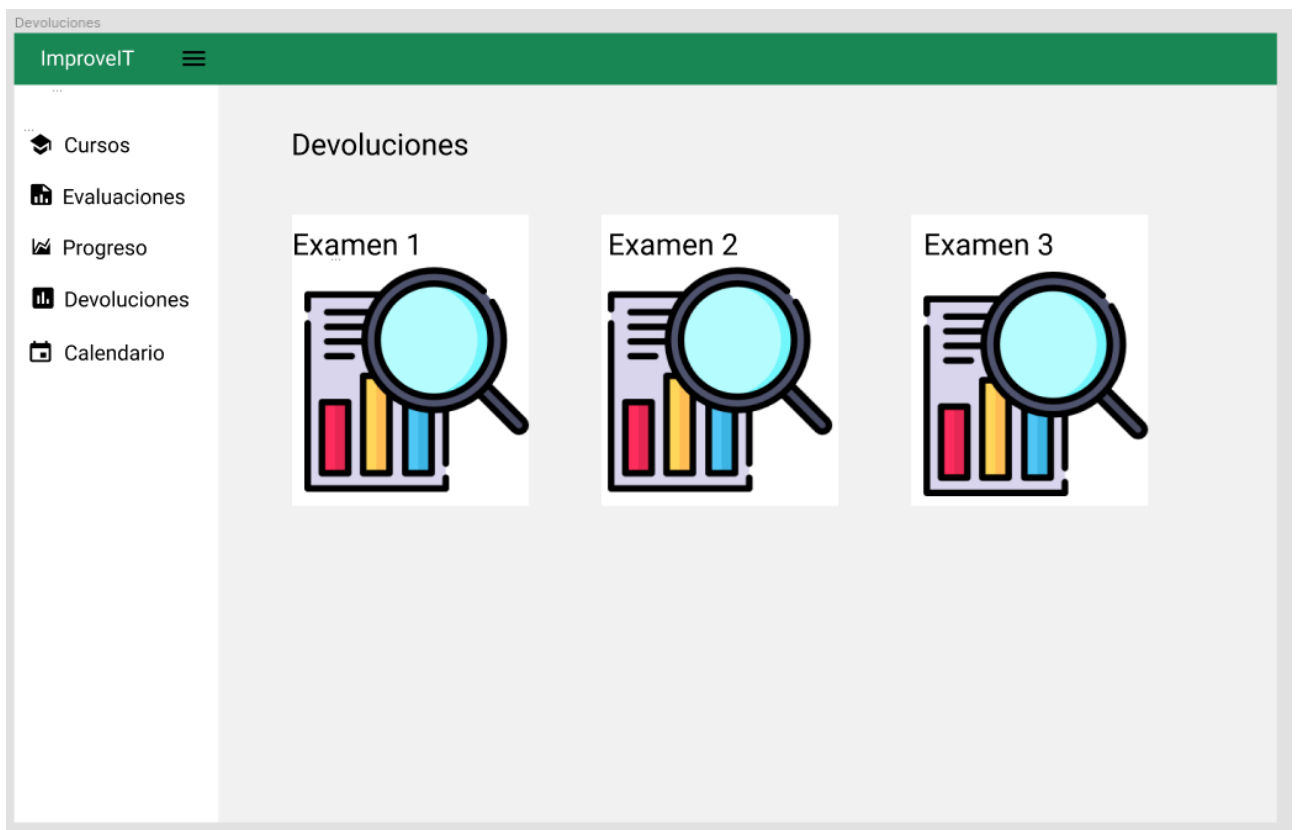 Devoluciones
ImproveIT
...
...
Cursos
Evaluaciones
Progreso
Devoluciones
Calendario
Devoluciones
Examen 1
...
Examen 2
Examen 3